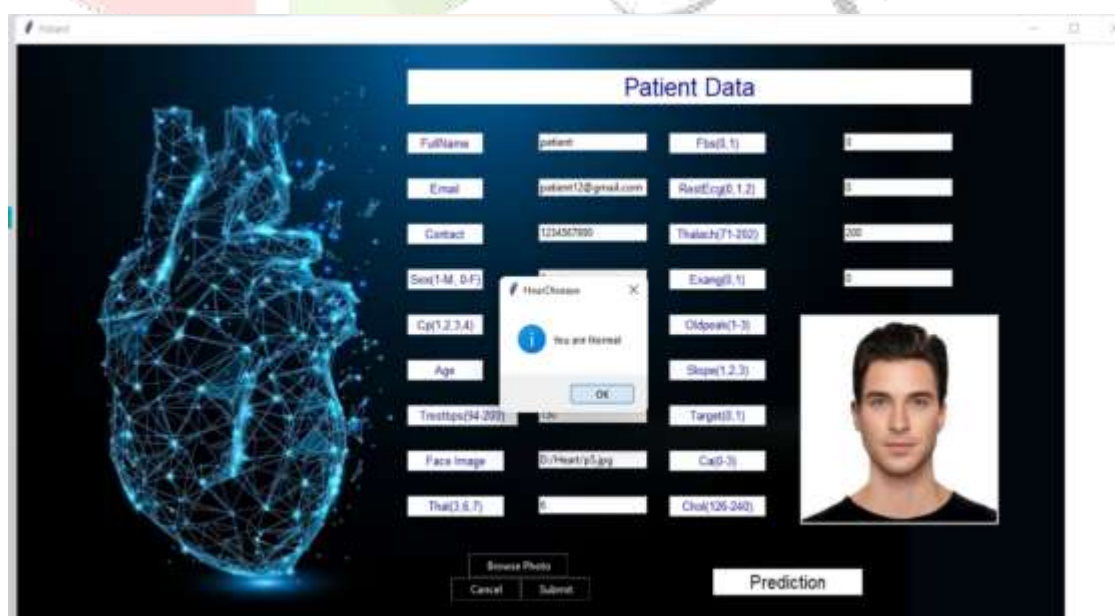 Patient
Patient Data
FullName patient Fbs(0,1) 0
Email patient12@gmail.com RestEcg(0,1,2) 0
Contact 1234567890 Thalach(71-202) 200
Sex(1-M, 0-F) Exang(0,1) 0
HeartDisease
Cp(1,2,3,4) You are Normal Oldpeak(1-3)
Age Slope(1,2,3)
OK
Trestbps(94-200) 130 Target(0,1)
Face Image D:/Heart/p5.jpg Ca(0-3)
Thal(3,6,7) 6 Chol(126-240)
Browse Photo
Cancel Submit Prediction